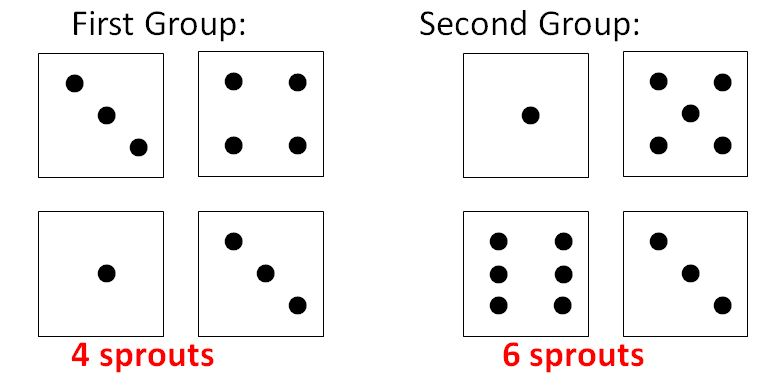 First Group:
Second Group:
4 sprouts
6 sprouts